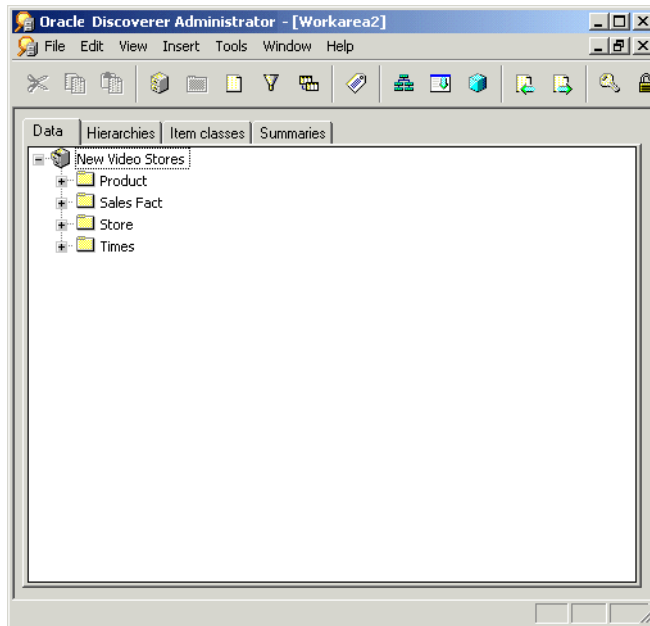 Oracle Discoverer Administrator - [Workarea2]
File Edit View Insert Tools Window Help
Data Hierarchies Item classes Summaries
New Video Stores
Product
Sales Fact
Store
Times